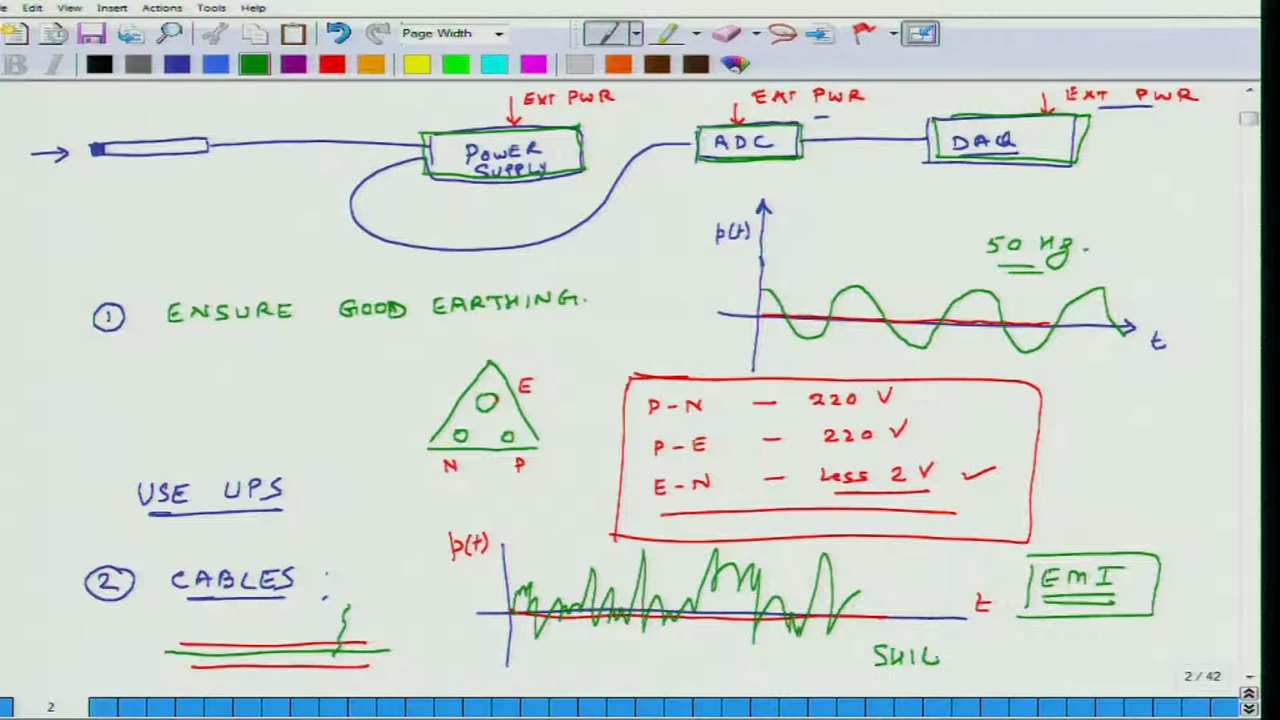 Edit View Insert Actions Tools Help
Page Width
EXT PWR
EXT PWR
EXT PWR
POWER
SUPPLY
ADC
DAQ
p(t)
50 Hz.
t
① ENSURE GOOD EARTHING.
E
N P
P-N — 220 V
P-E — 220 V
E-N — Less 2 V ✓
USE UPS
② CABLES :
p(t)
t
EMI
SHIL
2 / 42
2